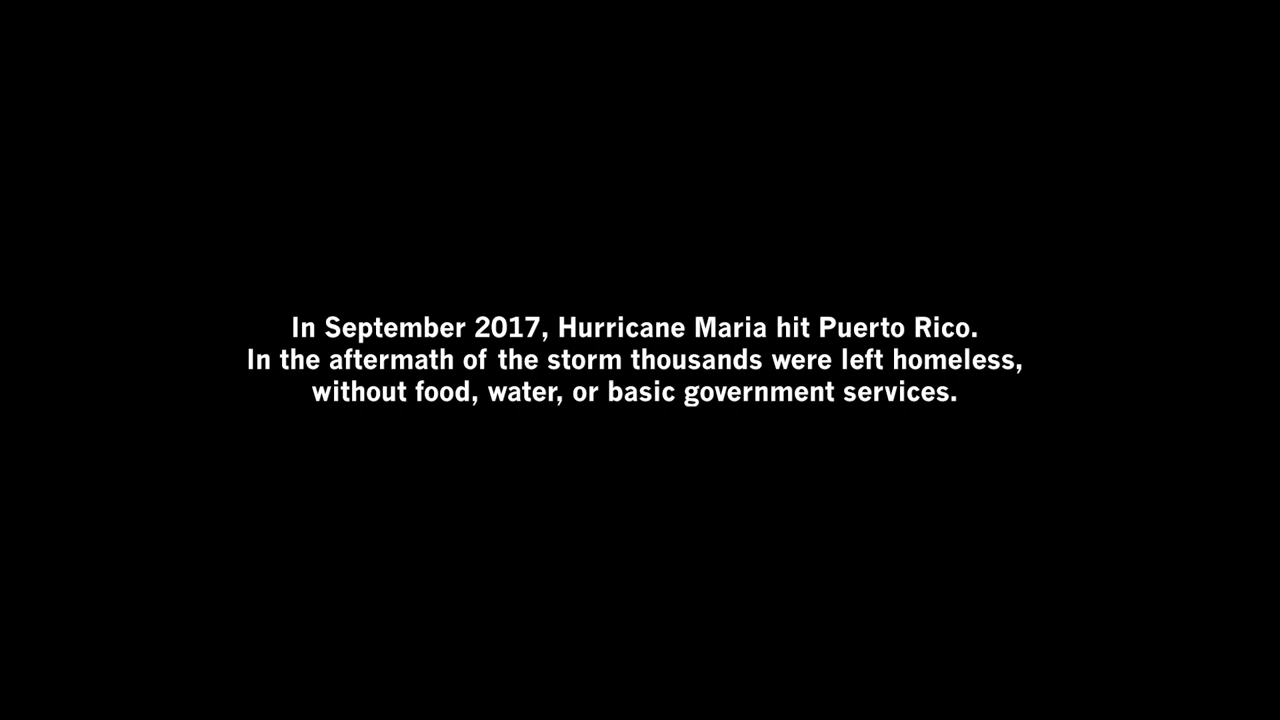 In September 2017, Hurricane Maria hit Puerto Rico.
In the aftermath of the storm thousands were left homeless,
without food, water, or basic government services.